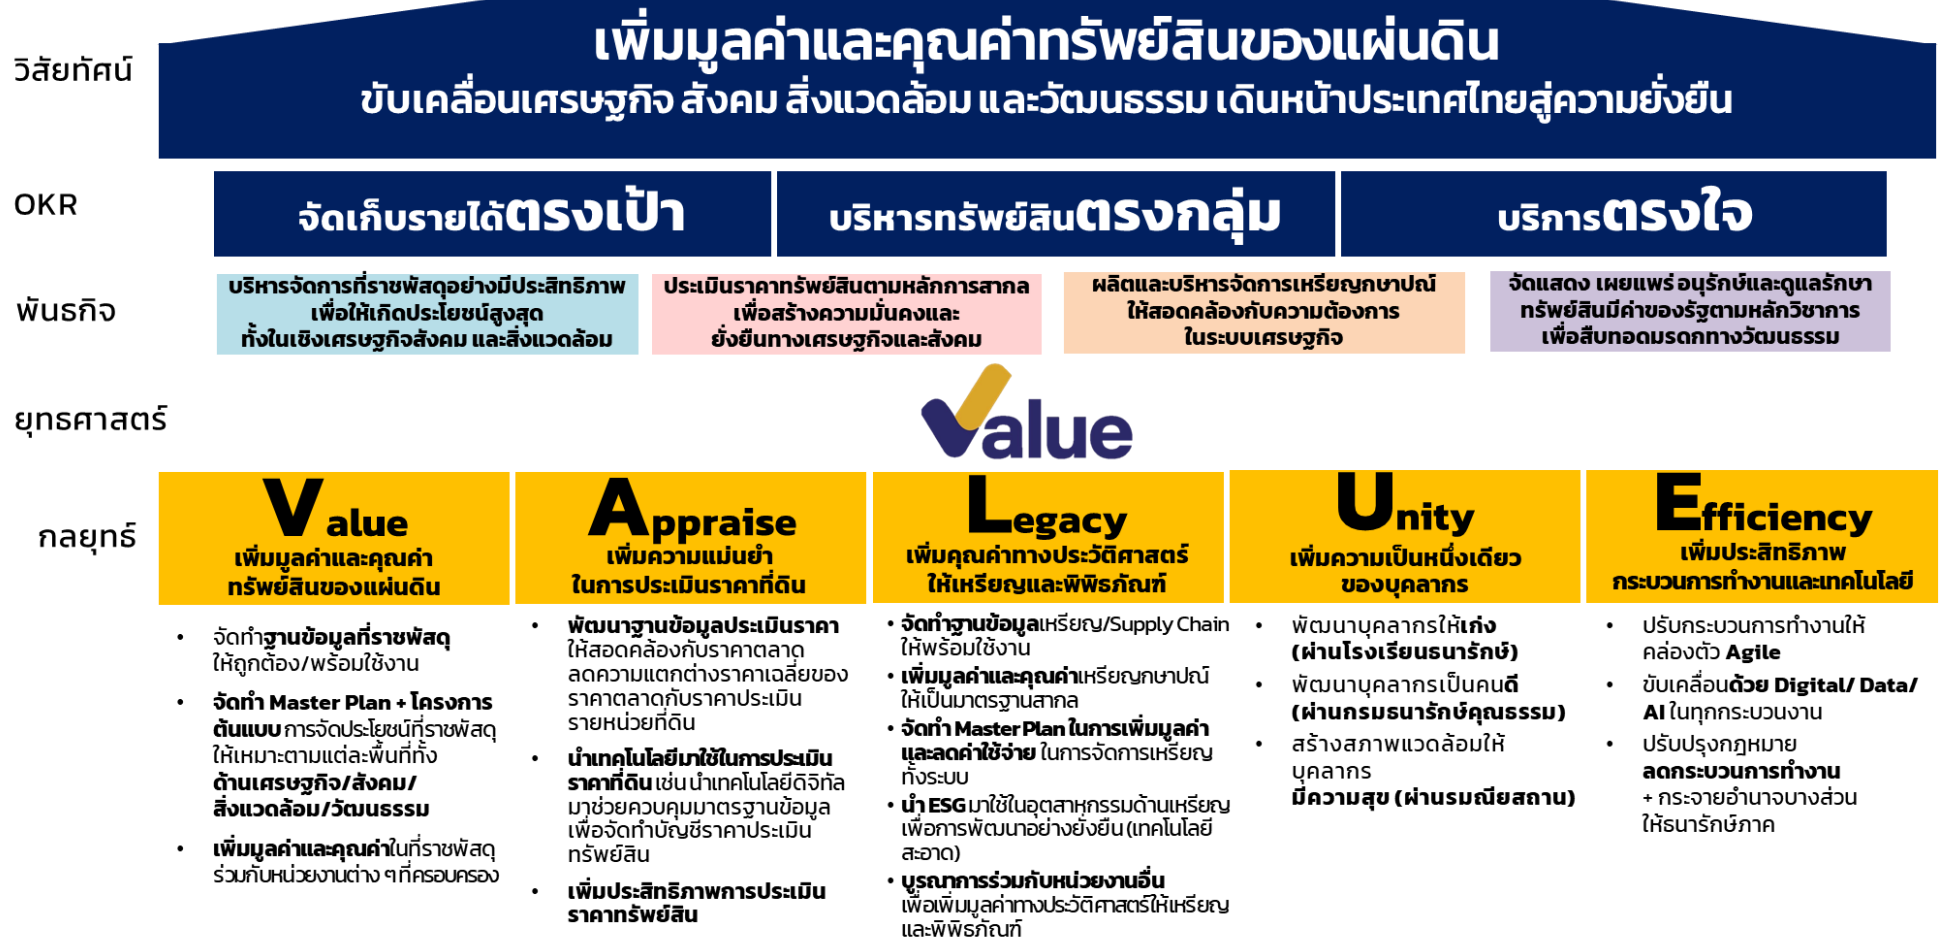 วิสัยทัศน์
เพิ่มมูลค่าและคุณค่าทรัพย์สินของแผ่นดิน
ขับเคลื่อนเศรษฐกิจ สังคม สิ่งแวดล้อม และวัฒนธรรม เดินหน้าประเทศไทยสู่ความยั่งยืน
OKR
จัดเก็บรายได้ตรงเป้า
บริหารทรัพย์สินตรงกลุ่ม
บริการตรงใจ
พันธกิจ
บริหารจัดการที่ราชพัสดุอย่างมีประสิทธิภาพ
เพื่อให้เกิดประโยชน์สูงสุด
ทั้งในเชิงเศรษฐกิจสังคม และสิ่งแวดล้อม
ประเมินราคาทรัพย์สินตามหลักการสากล
เพื่อสร้างความมั่นคงและ
ยั่งยืนทางเศรษฐกิจและสังคม
ผลิตและบริหารจัดการเหรียญกษาปณ์
ให้สอดคล้องกับความต้องการ
ในระบบเศรษฐกิจ
จัดแสดง เผยแพร่ อนุรักษ์และดูแลรักษา
ทรัพย์สินมีค่าของรัฐตามหลักวิชาการ
เพื่อสืบทอดมรดกทางวัฒนธรรม
ยุทธศาสตร์
Value
กลยุทธ์
Value
เพิ่มมูลค่าและคุณค่า
ทรัพย์สินของแผ่นดิน
• จัดทำฐานข้อมูลที่ราชพัสดุ
ให้ถูกต้อง/พร้อมใช้งาน
• จัดทำ Master Plan + โครงการ
ต้นแบบ การจัดประโยชน์ที่ราชพัสดุ
ให้เหมาะตามแต่ละพื้นที่ทั้ง
ด้านเศรษฐกิจ/สังคม/
สิ่งแวดล้อม/วัฒนธรรม
• เพิ่มมูลค่าและคุณค่าในที่ราชพัสดุ
ร่วมกับหน่วยงานต่าง ๆ ที่ครอบครอง
Appraise
เพิ่มความแม่นยำ
ในการประเมินราคาที่ดิน
• พัฒนาฐานข้อมูลประเมินราคา
ให้สอดคล้องกับราคาตลาด
ลดความแตกต่างราคาเฉลี่ยของ
ราคาตลาดกับราคาประเมิน
รายหน่วยที่ดิน
• นำเทคโนโลยีมาใช้ในการประเมิน
ราคาที่ดิน เช่น นำเทคโนโลยีดิจิทัล
มาช่วยควบคุมมาตรฐานข้อมูล
เพื่อจัดทำบัญชีราคาประเมิน
ทรัพย์สิน
• เพิ่มประสิทธิภาพการประเมิน
ราคาทรัพย์สิน
Legacy
เพิ่มคุณค่าทางประวัติศาสตร์
ให้เหรียญและพิพิธภัณฑ์
• จัดทำฐานข้อมูลเหรียญ/Supply Chain
ให้พร้อมใช้งาน
• เพิ่มมูลค่าและคุณค่าเหรียญกษาปณ์
ให้เป็นมาตรฐานสากล
• จัดทำ Master Plan ในการเพิ่มมูลค่า
และลดค่าใช้จ่าย ในการจัดการเหรียญ
ทั้งระบบ
• นำ ESG มาใช้ในอุตสาหกรรมด้านเหรียญ
เพื่อการพัฒนาอย่างยั่งยืน (เทคโนโลยี
สะอาด)
• บูรณาการร่วมกับหน่วยงานอื่น
เพื่อเพิ่มมูลค่าทางประวัติศาสตร์ให้เหรียญ
และพิพิธภัณฑ์
Unity
เพิ่มความเป็นหนึ่งเดียว
ของบุคลากร
• พัฒนาบุคลากรให้เก่ง
(ผ่านโรงเรียนธนารักษ์)
• พัฒนาบุคลากรเป็นคนดี
(ผ่านกรมธนารักษ์คุณธรรม)
• สร้างสภาพแวดล้อมให้
บุคลากร
มีความสุข (ผ่านรมณียสถาน)
Efficiency
เพิ่มประสิทธิภาพ
กระบวนการทำงานและเทคโนโลยี
• ปรับกระบวนการทำงานให้
คล่องตัว Agile
• ขับเคลื่อนด้วย Digital/ Data/
AI ในทุกกระบวนงาน
• ปรับปรุงกฎหมาย
ลดกระบวนการทำงาน
+ กระจายอำนาจบางส่วน
ให้ธนารักษ์ภาค